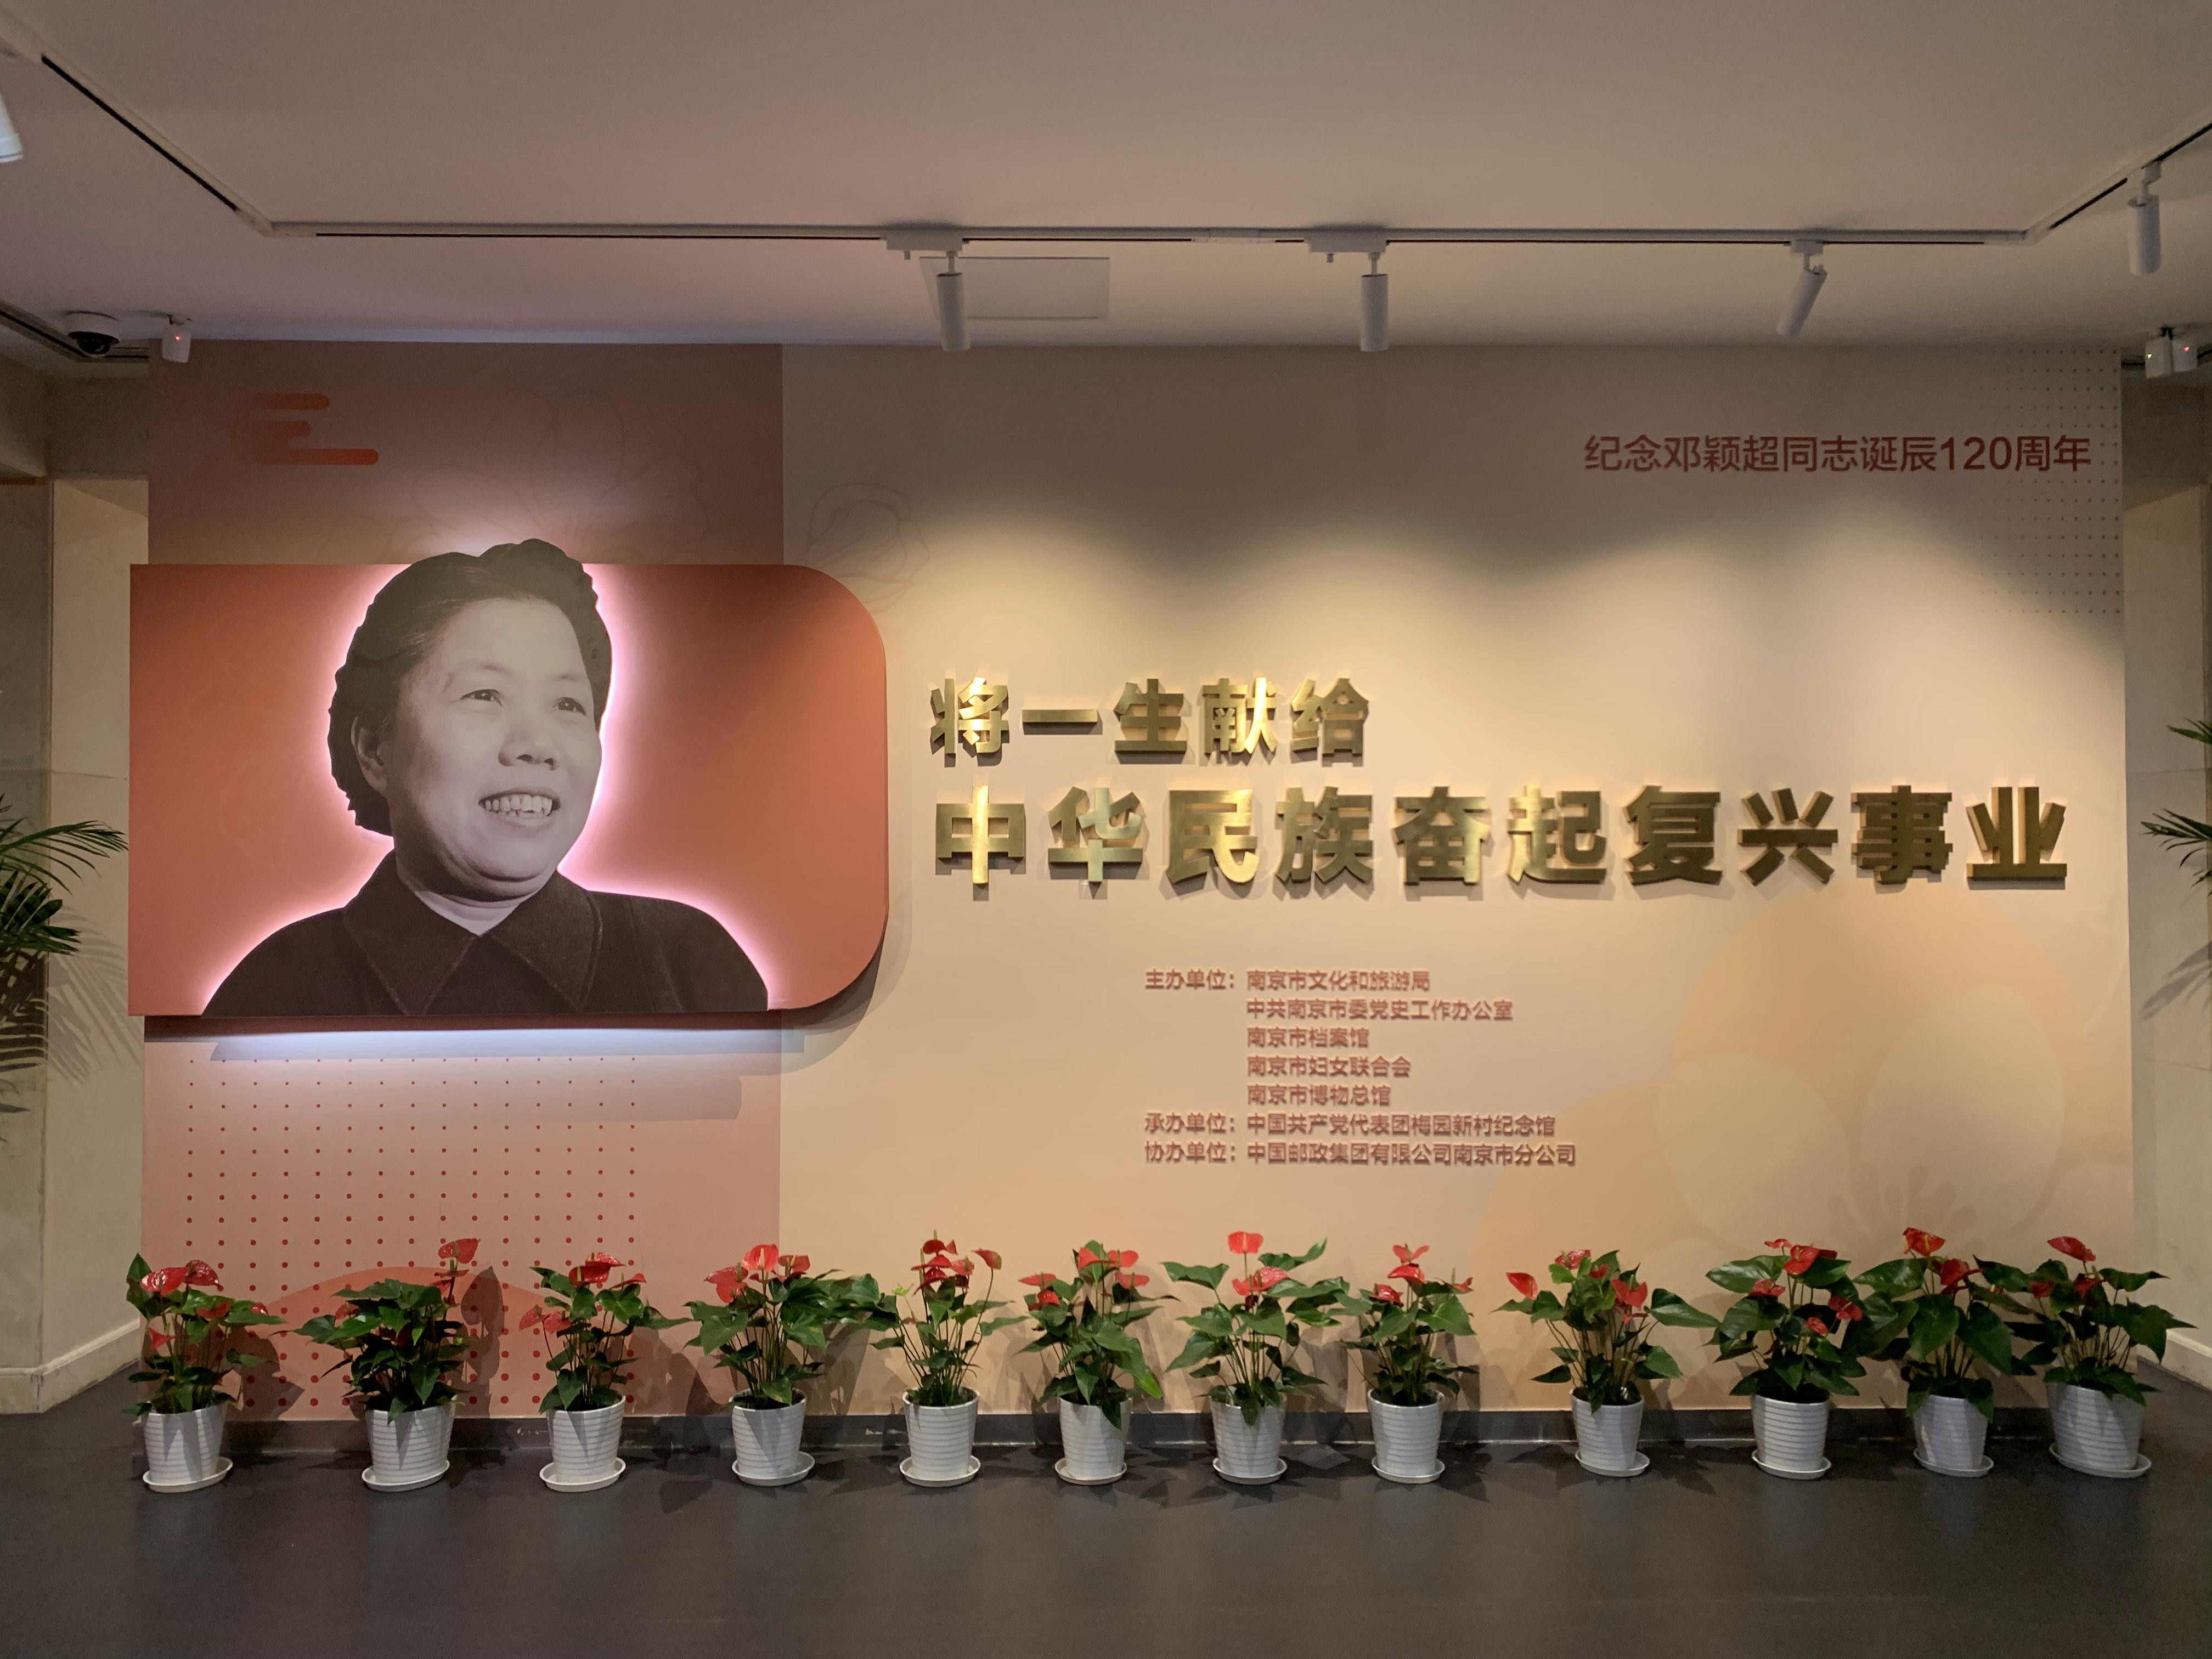 纪念邓颖超同志诞辰120周年
将一生献给
中华民族奋起复兴事业
主办单位：南京市文化和旅游局
中共南京市委党史工作办公室
南京市档案馆
南京市妇女联合会
南京市博物总馆
承办单位：中国共产党代表团梅园新村纪念馆
协办单位：中国邮政集团有限公司南京市分公司